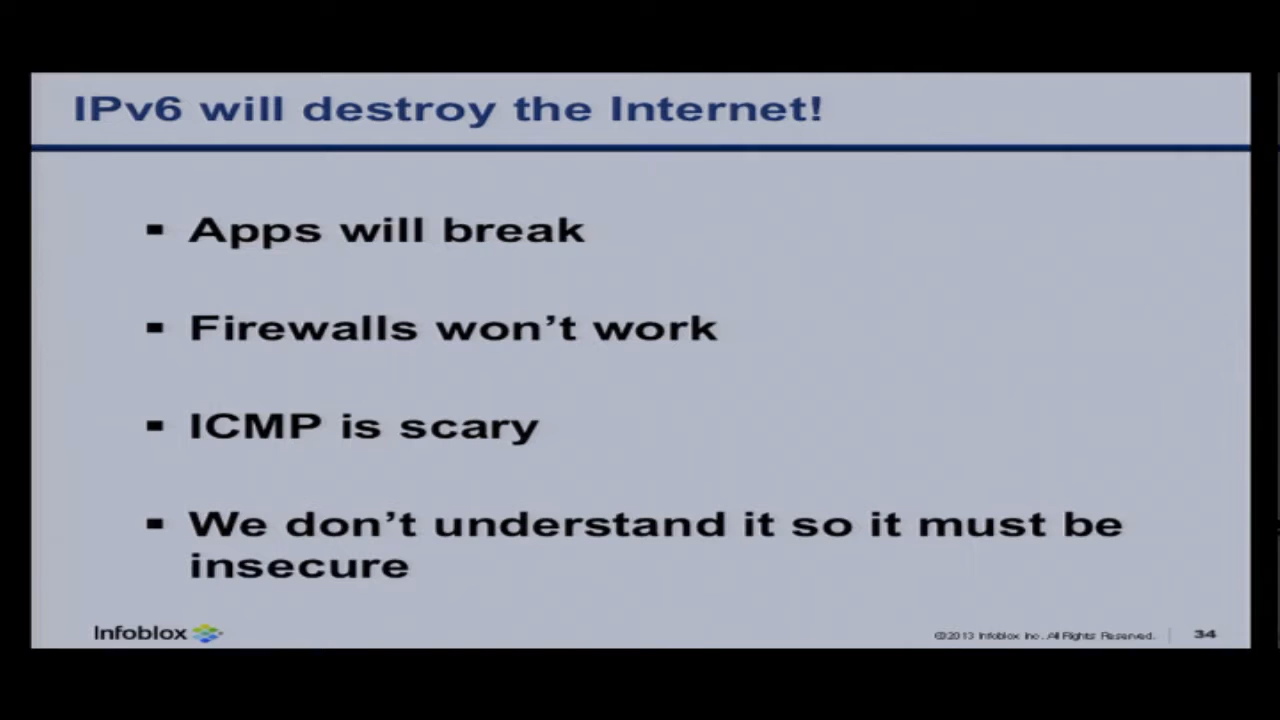 IPv6 will destroy the Internet!
▪ Apps will break
▪ Firewalls won't work
▪ ICMP is scary
▪ We don't understand it so it must be
insecure
Infoblox
©2013 Infoblox Inc. All Rights Reserved.
34